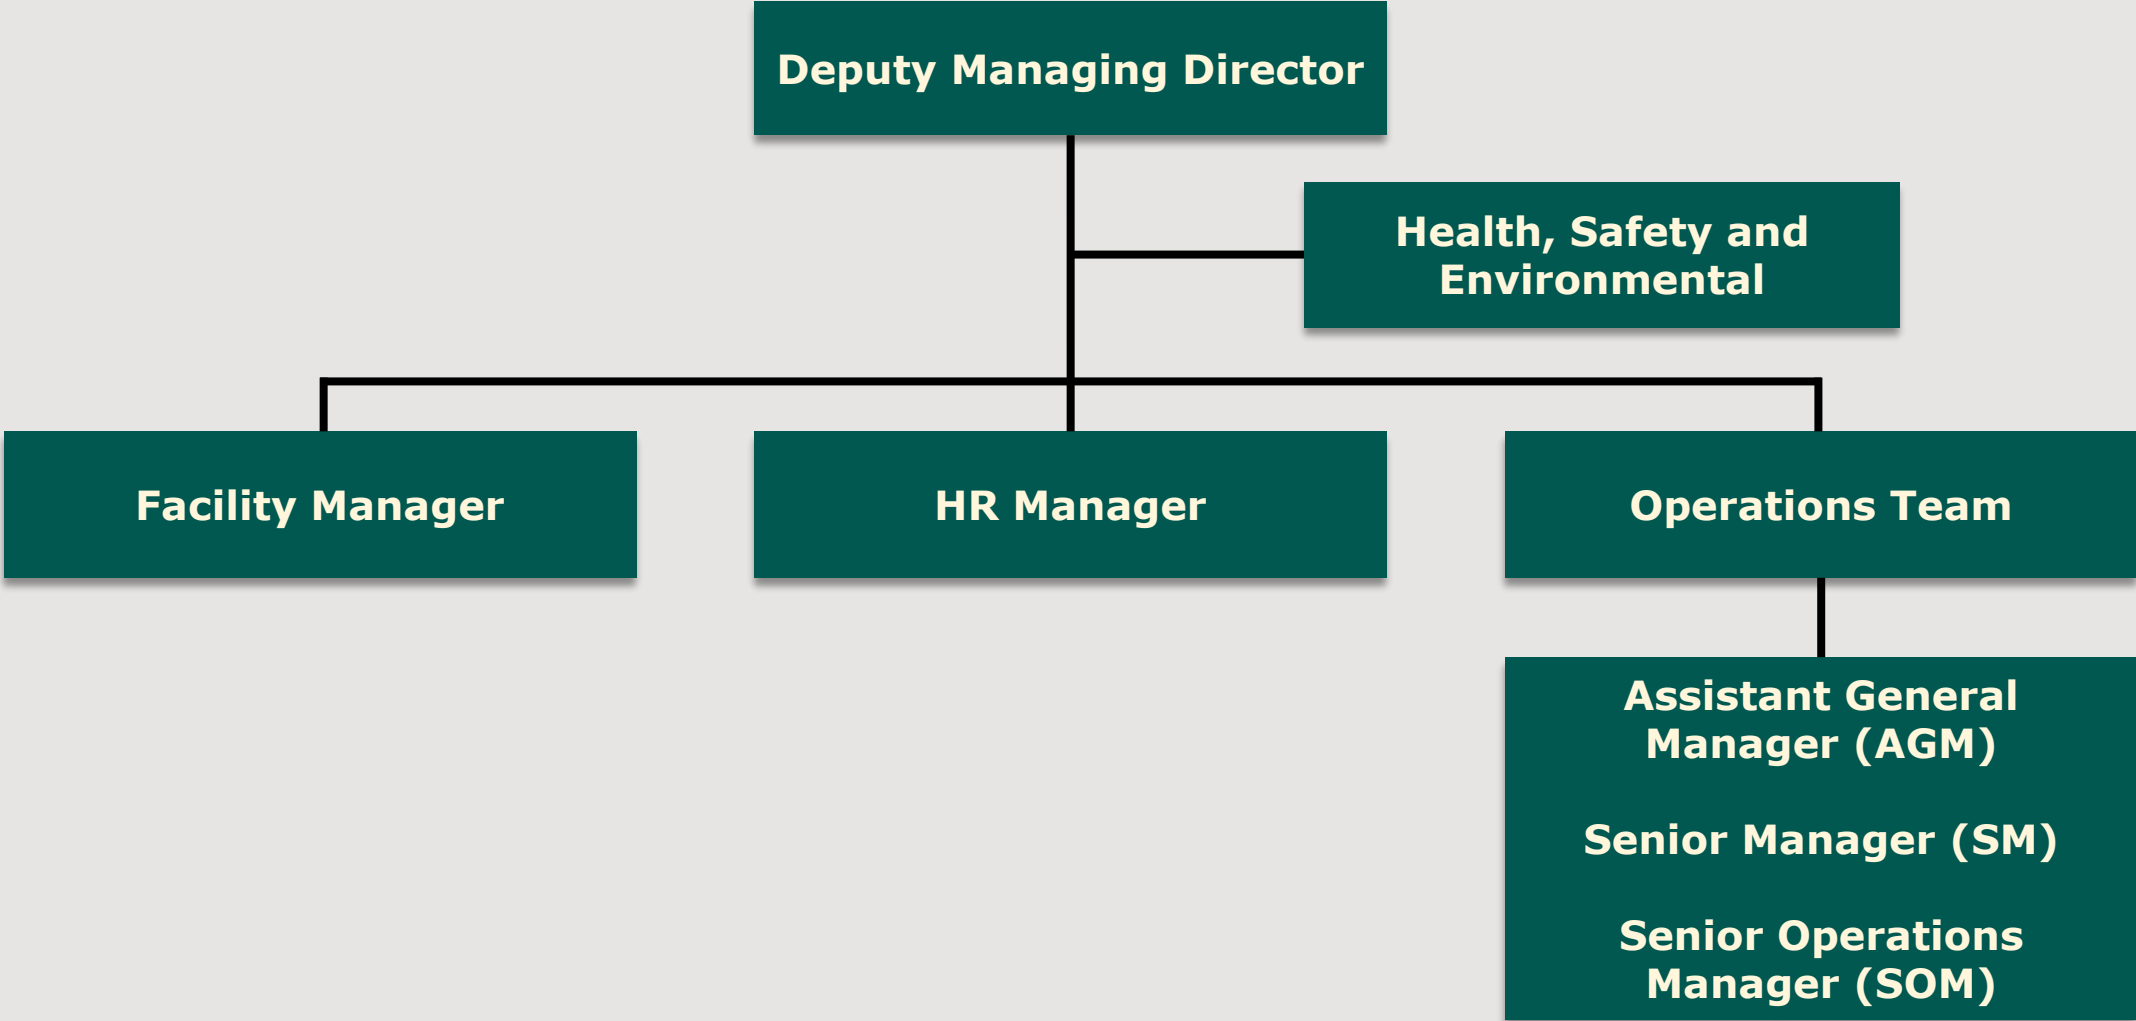 Deputy Managing Director
Health, Safety and
Environmental
Facility Manager
HR Manager
Operations Team
Assistant General
Manager (AGM)
Senior Manager (SM)
Senior Operations
Manager (SOM)